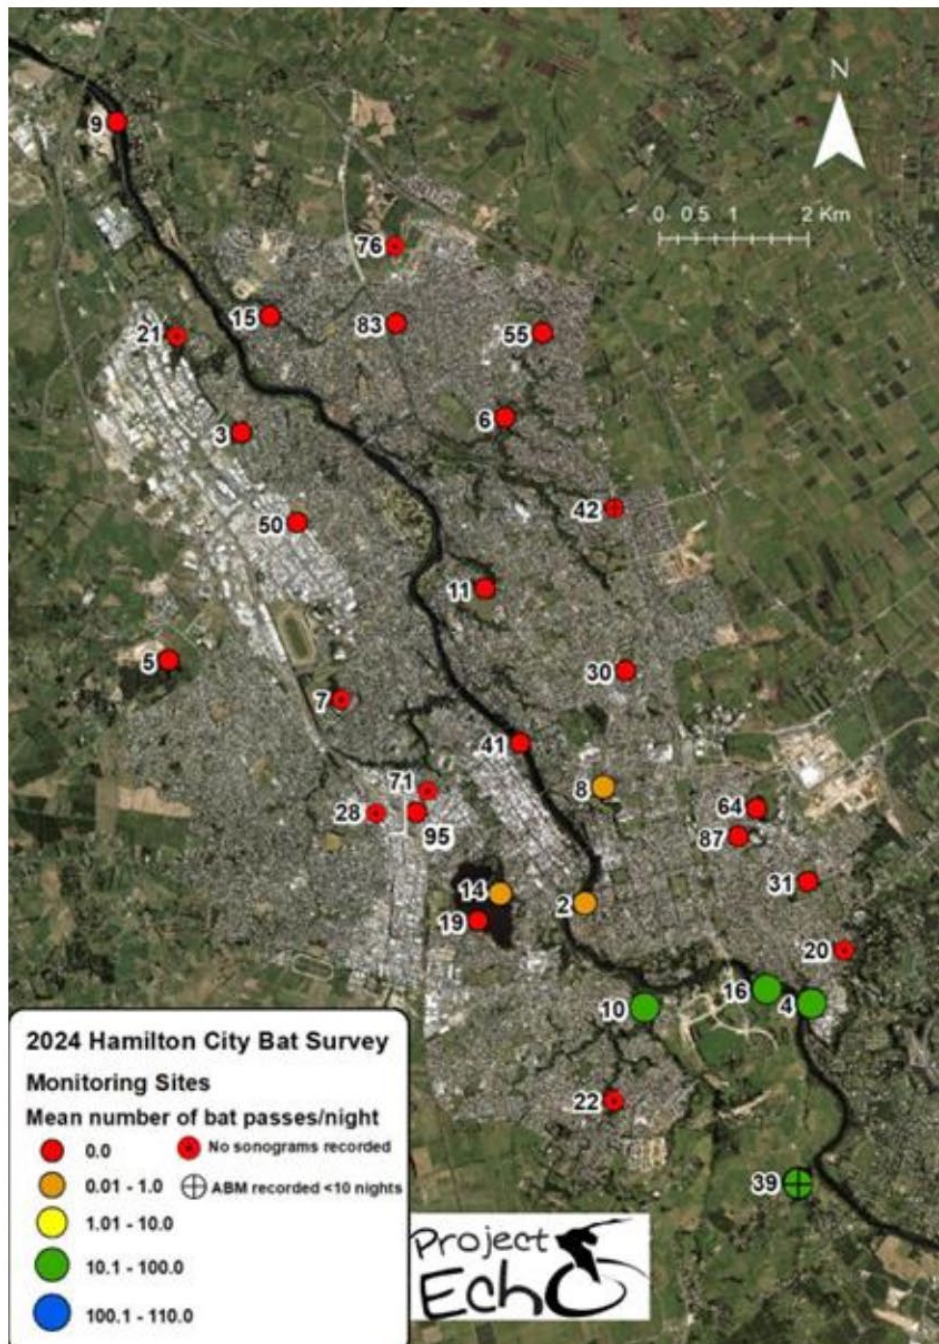 N
0 0.5 1 2 Km
9
76
15
83
55
21
6
3
42
50
11
5
30
7
41
71
8
28
95
64
87
14
31
2
19
20
16
4
10
22
39
2024 Hamilton City Bat Survey
Monitoring Sites
Mean number of bat passes/night
0.0
No sonograms recorded
0.01 - 1.0
ABM recorded <10 nights
1.01 - 10.0
10.1 - 100.0
100.1 - 110.0
Project
Echo